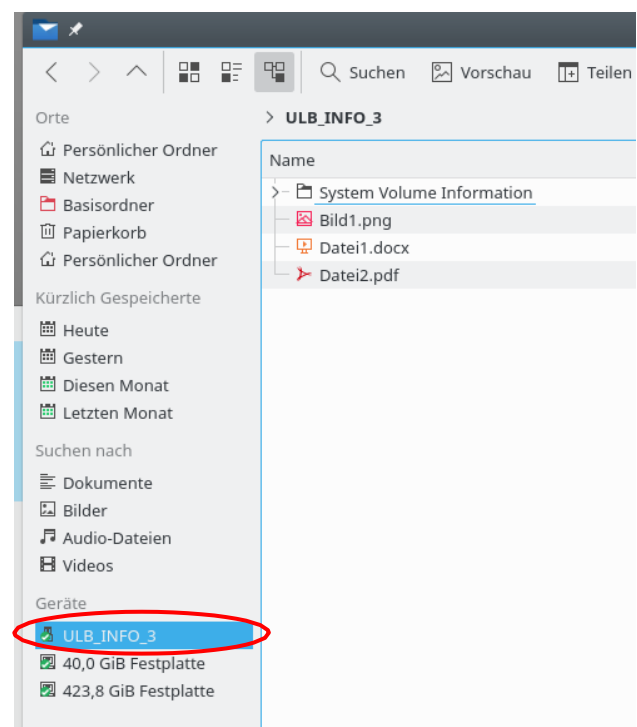 Suchen Vorschau Teilen
Orte
Persönlicher Ordner
Netzwerk
Basisordner
Papierkorb
Persönlicher Ordner
Kürzlich Gespeicherte
Heute
Gestern
Diesen Monat
Letzten Monat
Suchen nach
Dokumente
Bilder
Audio-Dateien
Videos
Geräte
ULB_INFO_3
40,0 GiB Festplatte
423,8 GiB Festplatte
> ULB_INFO_3
Name
System Volume Information
Bild1.png
Datei1.docx
Datei2.pdf